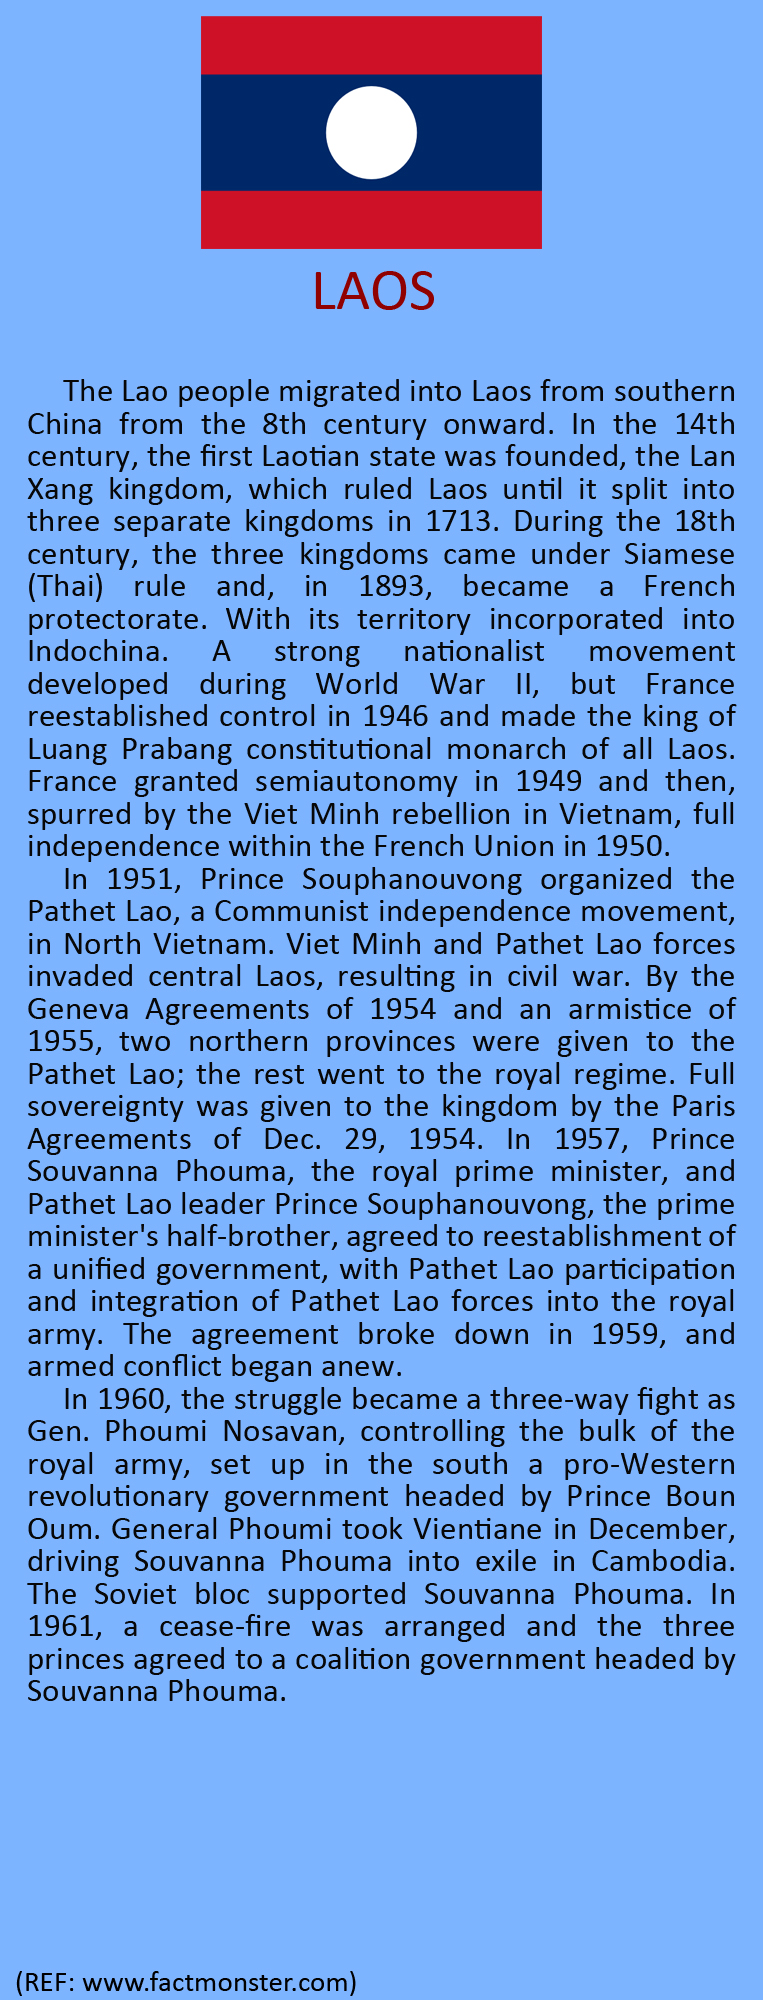 LAOS
The Lao people migrated into Laos from southern
China from the 8th century onward. In the 14th
century, the first Laotian state was founded, the Lan
Xang kingdom, which ruled Laos until it split into
three separate kingdoms in 1713. During the 18th
century, the three kingdoms came under Siamese
(Thai) rule and, in 1893, became a French
protectorate. With its territory incorporated into
Indochina. A strong nationalist movement
developed during World War II, but France
reestablished control in 1946 and made the king of
Luang Prabang constitutional monarch of all Laos.
France granted semiautonomy in 1949 and then,
spurred by the Viet Minh rebellion in Vietnam, full
independence within the French Union in 1950.
In 1951, Prince Souphanouvong organized the
Pathet Lao, a Communist independence movement,
in North Vietnam. Viet Minh and Pathet Lao forces
invaded central Laos, resulting in civil war. By the
Geneva Agreements of 1954 and an armistice of
1955, two northern provinces were given to the
Pathet Lao; the rest went to the royal regime. Full
sovereignty was given to the kingdom by the Paris
Agreements of Dec. 29, 1954. In 1957, Prince
Souvanna Phouma, the royal prime minister, and
Pathet Lao leader Prince Souphanouvong, the prime
minister's half-brother, agreed to reestablishment of
a unified government, with Pathet Lao participation
and integration of Pathet Lao forces into the royal
army. The agreement broke down in 1959, and
armed conflict began anew.
In 1960, the struggle became a three-way fight as
Gen. Phoumi Nosavan, controlling the bulk of the
royal army, set up in the south a pro-Western
revolutionary government headed by Prince Boun
Oum. General Phoumi took Vientiane in December,
driving Souvanna Phouma into exile in Cambodia.
The Soviet bloc supported Souvanna Phouma. In
1961, a cease-fire was arranged and the three
princes agreed to a coalition government headed by
Souvanna Phouma.
(REF: www.factmonster.com)